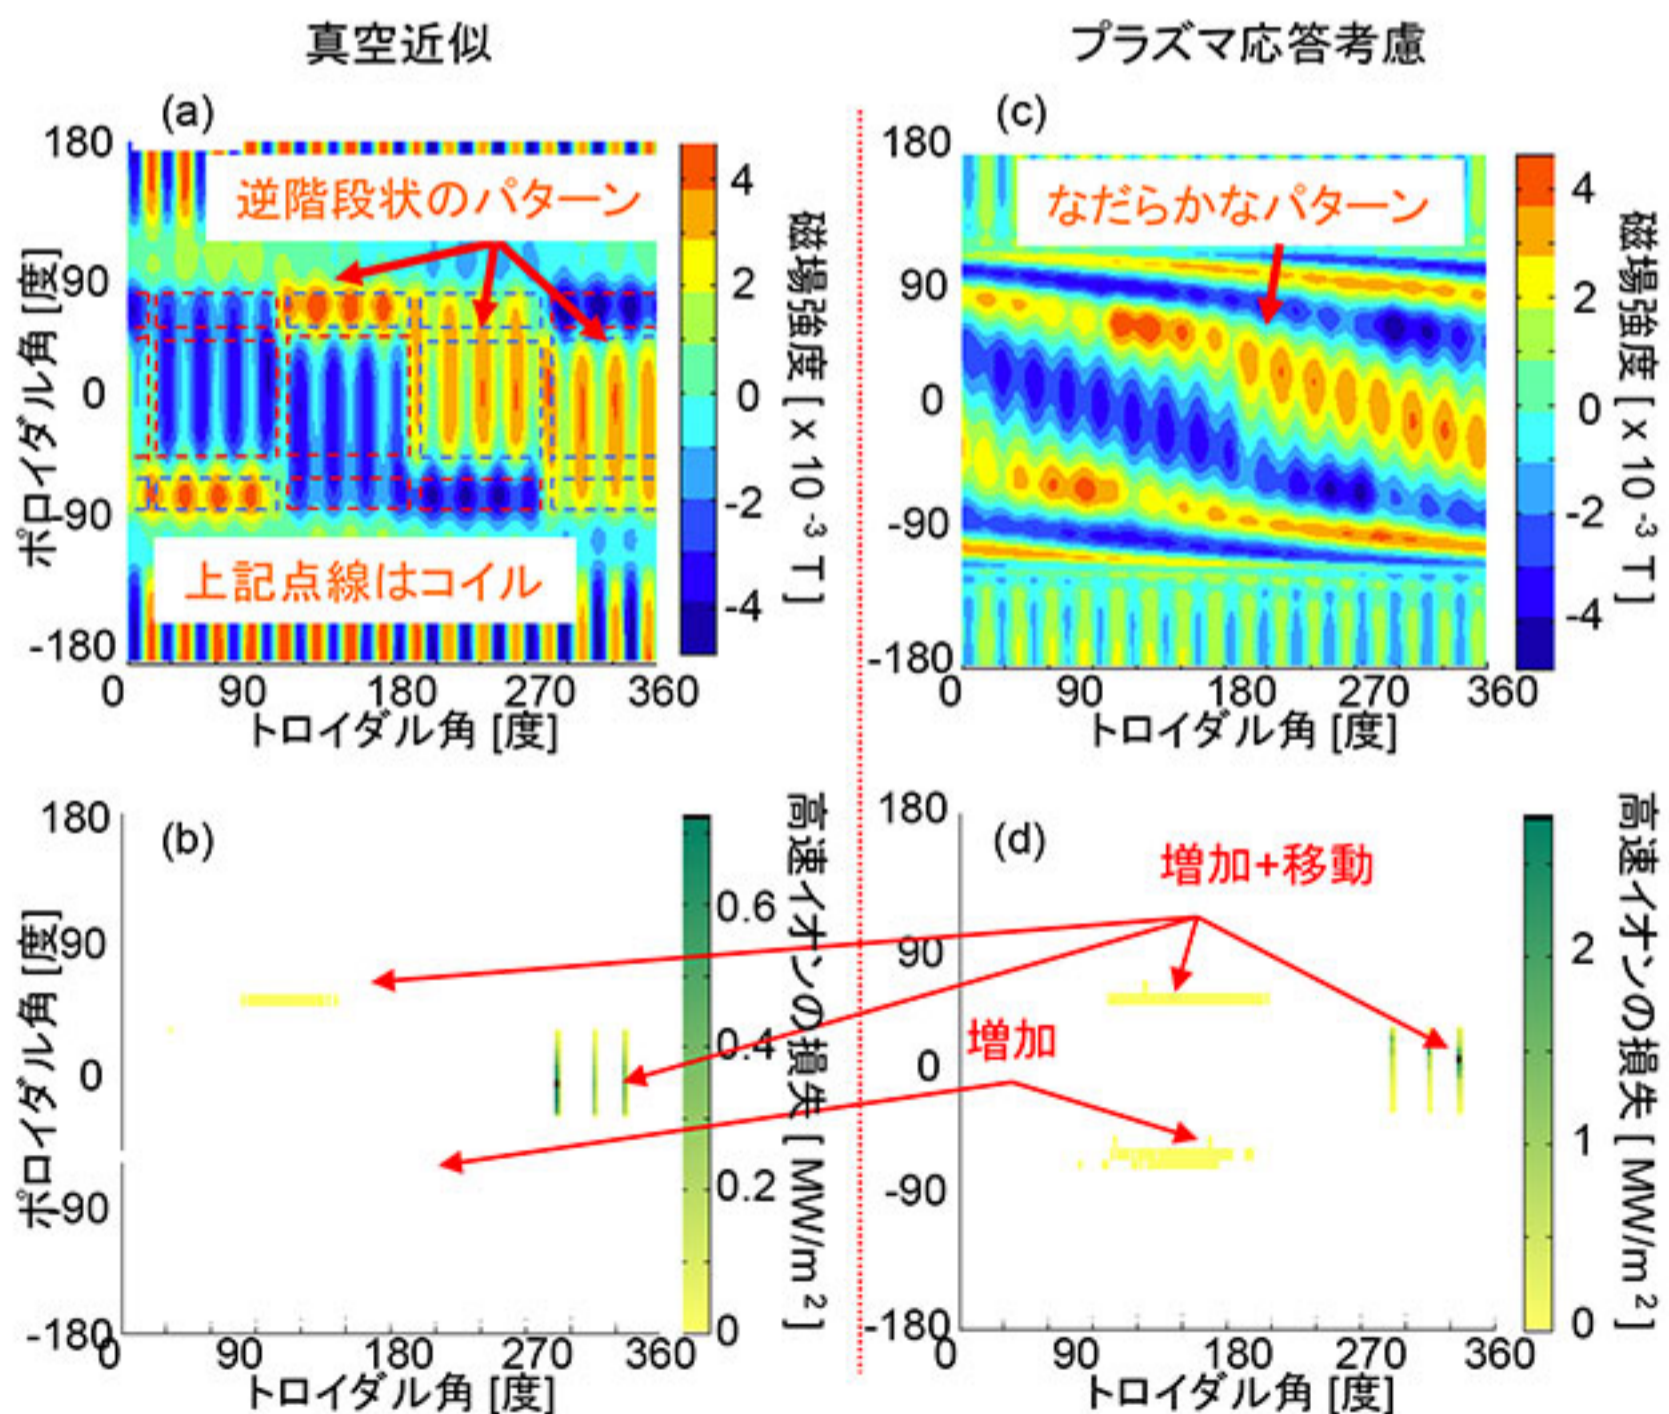 真空近似
プラズマ応答考慮
(a)
180
90
0
-90
-180
ポロイダル角 [度]
逆階段状のパターン
上記点線はコイル
0 90 180 270 360
トロイダル角 [度]
4
2
0
-2
-4
磁場強度 [ x 10 -3 T ]
(c)
180
90
0
-90
-180
なだらかなパターン
0 90 180 270 360
トロイダル角 [度]
4
2
0
-2
-4
磁場強度 [ x 10 -3 T ]
(b)
180
90
0
-90
-180
ポロイダル角 [度]
0 90 180 270 360
トロイダル角 [度]
0.6
0.4
0.2
0
高速イオンの損失 [ MW/m 2 ]
(d)
180
90
0
-90
-180
増加+移動
増加
0 90 180 270 360
トロイダル角 [度]
2
1
0
高速イオンの損失 [ MW/m 2 ]